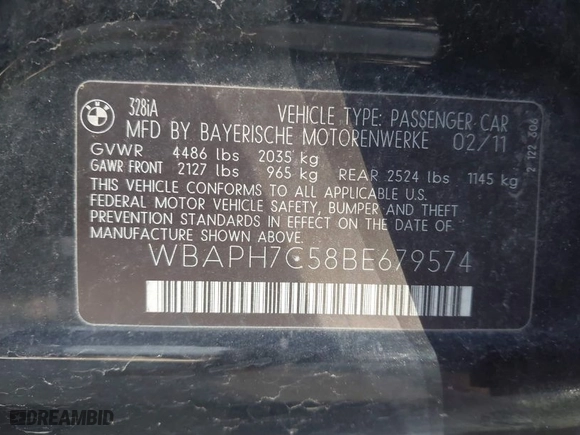 BMW
328iA
VEHICLE TYPE: PASSENGER CAR
MFD BY BAYERISCHE MOTORENWERKE 02/11
GVWR 4486 lbs 2035 kg
GAWR FRONT 2127 lbs 965 kg REAR 2524 lbs 1145 kg
THIS VEHICLE CONFORMS TO ALL APPLICABLE U.S.
FEDERAL MOTOR VEHICLE SAFETY, BUMPER AND THEFT
PREVENTION STANDARDS IN EFFECT ON THE DATE OF
MANUFACTURE SHOWN ABOVE.
WBAPH7C58BE679574
2 122 606
DREAMBID